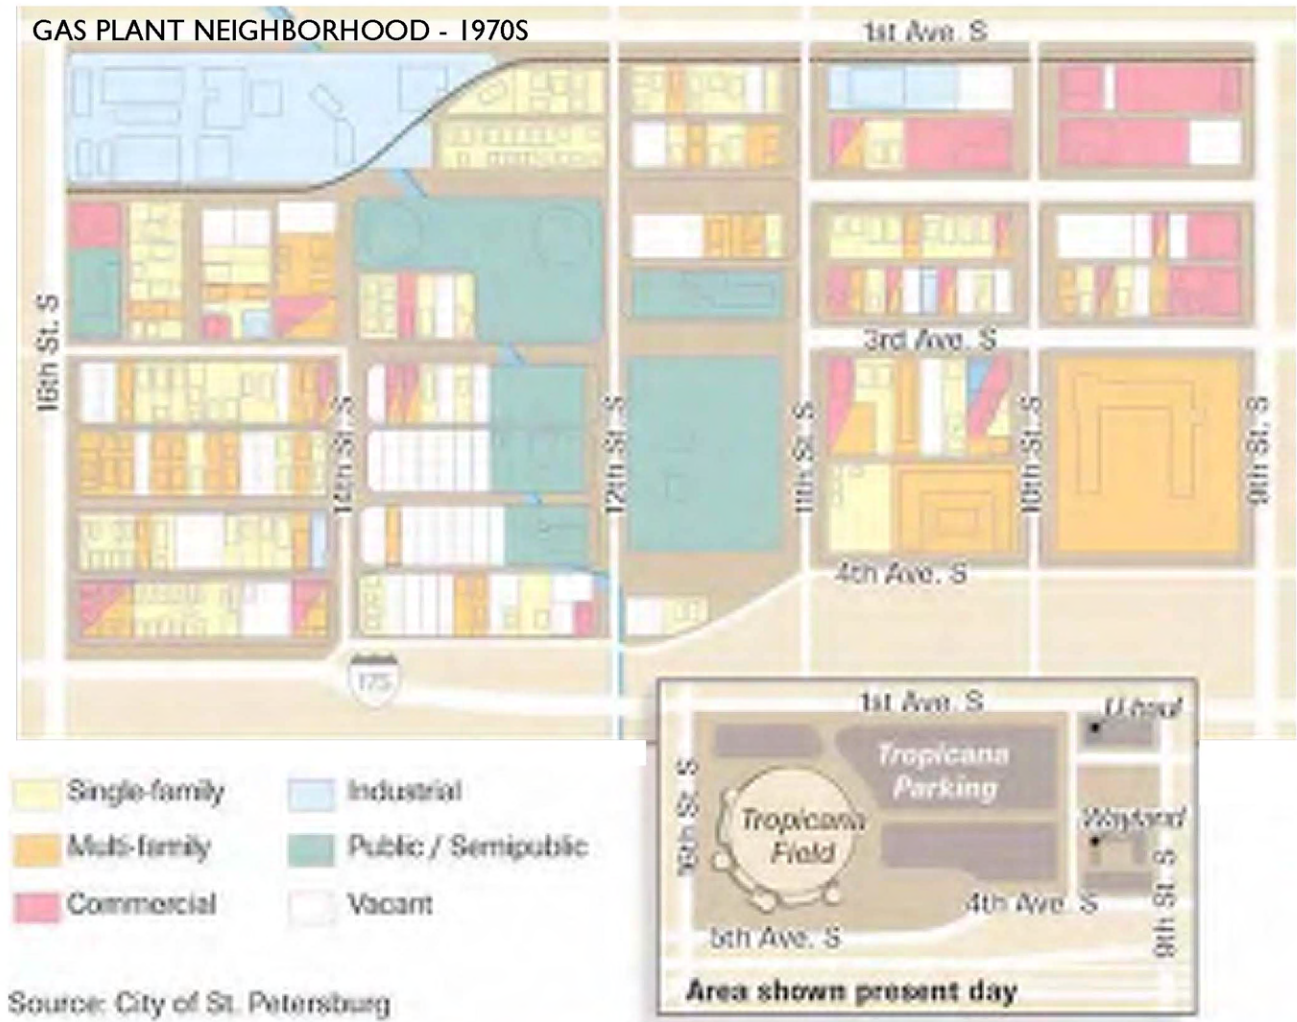 GAS PLANT NEIGHBORHOOD - 1970S
1st Ave. S
16th St. S
14th St. S
12th St. S
11th St. S
10th St. S
9th St. S
3rd Ave. S
4th Ave. S
175
Single-family
Multi-family
Commercial
Industrial
Public / Semipublic
Vacant
Source: City of St. Petersburg
1st Ave. S
U.haul
Tropicana
Parking
16th St. S
Tropicana
Field
Wayland
9th St. S
4th Ave. S
5th Ave. S
Area shown present day